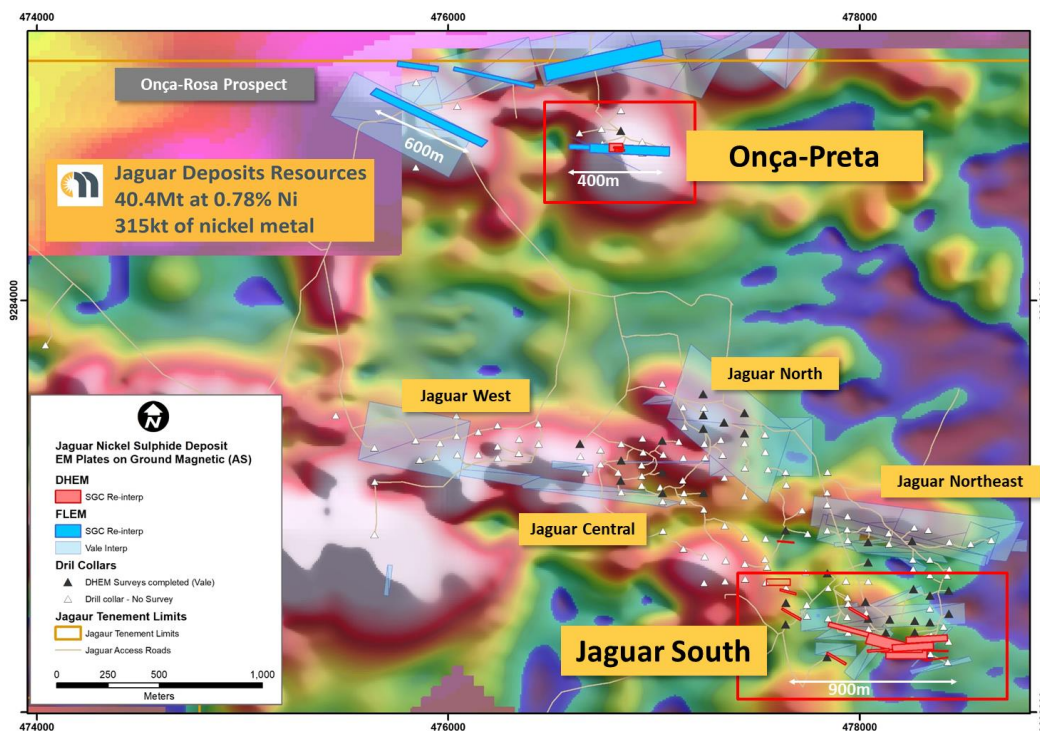 474000
476000
478000
Onça-Rosa Prospect
600m
Onça-Preta
400m
Jaguar Deposits Resources
40.4Mt at 0.78% Ni
315kt of nickel metal
9284000
Jaguar North
Jaguar West
Jaguar Northeast
Jaguar Central
Jaguar South
900m
N
Jaguar Nickel Sulphide Deposit
EM Plates on Ground Magnetic (AS)
DHEM
SGC Re-interp
FLEM
SGC Re-interp
Vale Interp
Dril Collars
DHEM Surveys completed (Vale)
Drill collar - No Survey
Jagaur Tenement Limits
Jagaur Tenement Limits
Jaguar Access Roads
0 250 500 1,000
Meters
474000
476000
478000